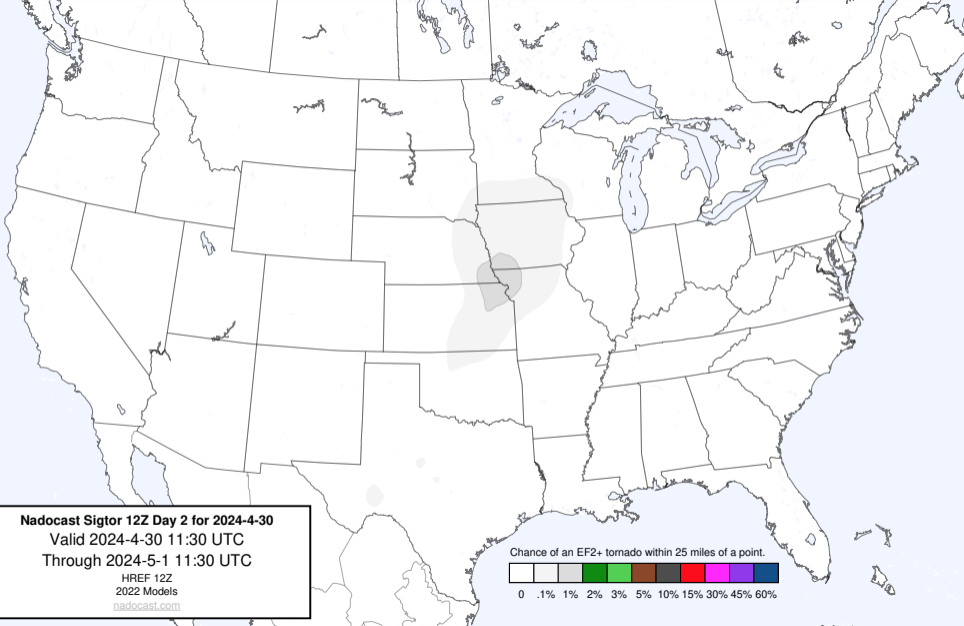 Nadocast Sigtor 12Z Day 2 for 2024-4-30
Valid 2024-4-30 11:30 UTC
Through 2024-5-1 11:30 UTC
HREF 12Z
2022 Models
nadocast.com
Chance of an EF2+ tornado within 25 miles of a point.
0 .1% 1% 2% 3% 5% 10% 15% 30% 45% 60%